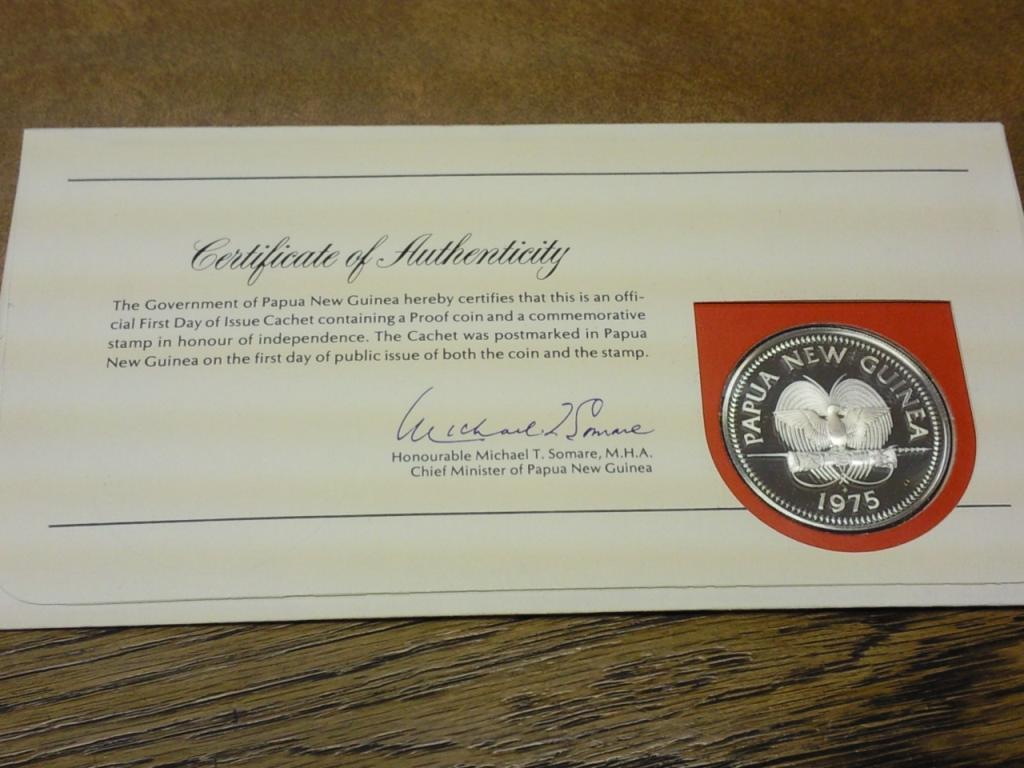 Certificate of Authenticity
The Government of Papua New Guinea hereby certifies that this is an offi-
cial First Day of Issue Cachet containing a Proof coin and a commemorative
stamp in honour of independence. The Cachet was postmarked in Papua
New Guinea on the first day of public issue of both the coin and the stamp.
Michael T Somare
Honourable Michael T. Somare, M.H.A.
Chief Minister of Papua New Guinea
PAPUA NEW GUINEA
1975